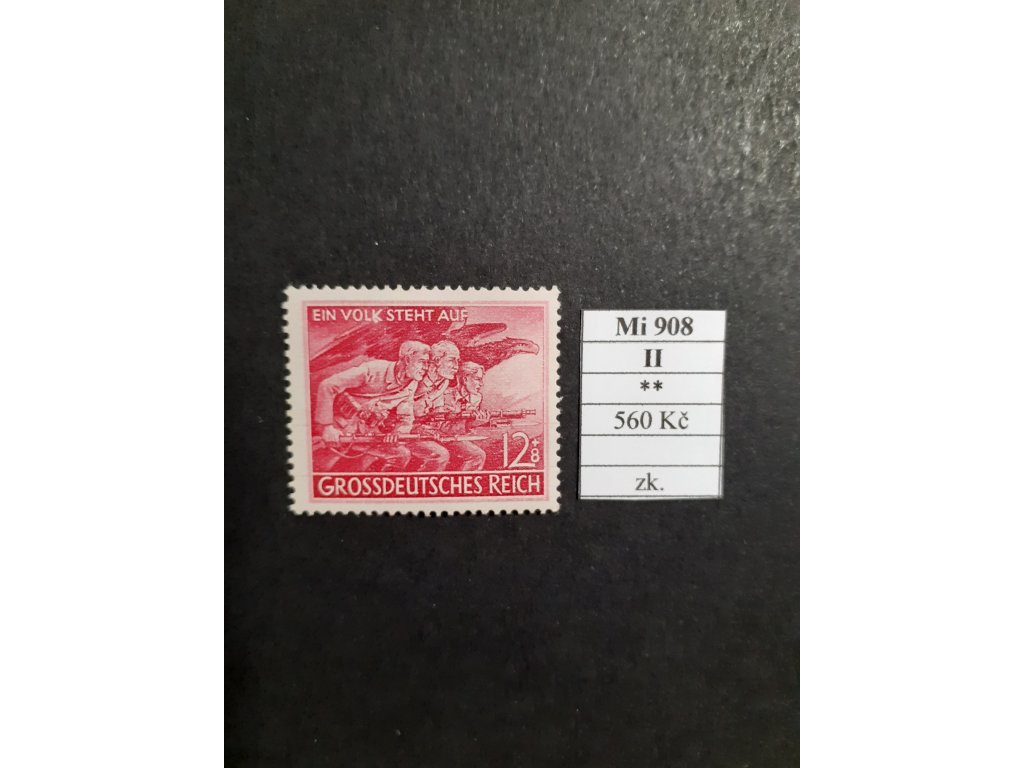 EIN VOLK STEHT AUF
12+8
GROSSDEUTSCHES REICH
Mi 908
II
**
560 Kč
zk.